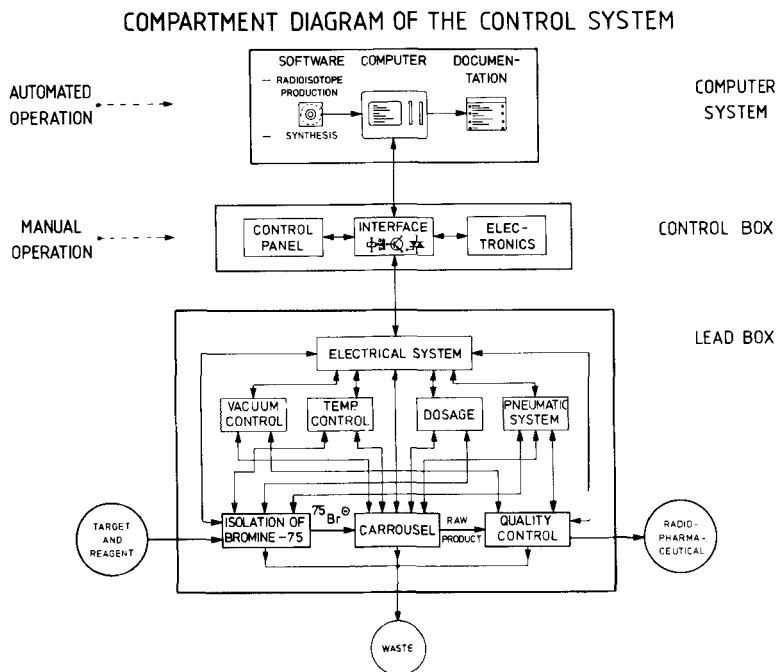 COMPARTMENT DIAGRAM OF THE CONTROL SYSTEM
SOFTWARE COMPUTER DOCUMEN-
TATION
– RADIOISOTOPE
PRODUCTION
– SYNTHESIS
AUTOMATED
OPERATION
COMPUTER
SYSTEM
MANUAL
OPERATION
CONTROL
PANEL
INTERFACE
ELEC-
TRONICS
CONTROL BOX
LEAD BOX
ELECTRICAL SYSTEM
VACUUM
CONTROL
TEMP.
CONTROL
DOSAGE
PNEUMATIC
SYSTEM
TARGET
AND
REAGENT
ISOLATION OF
BROMINE-75
75Br⊖
CARROUSEL
RAW
PRODUCT
QUALITY
CONTROL
RADIO-
PHARMA-
CEUTICAL
WASTE